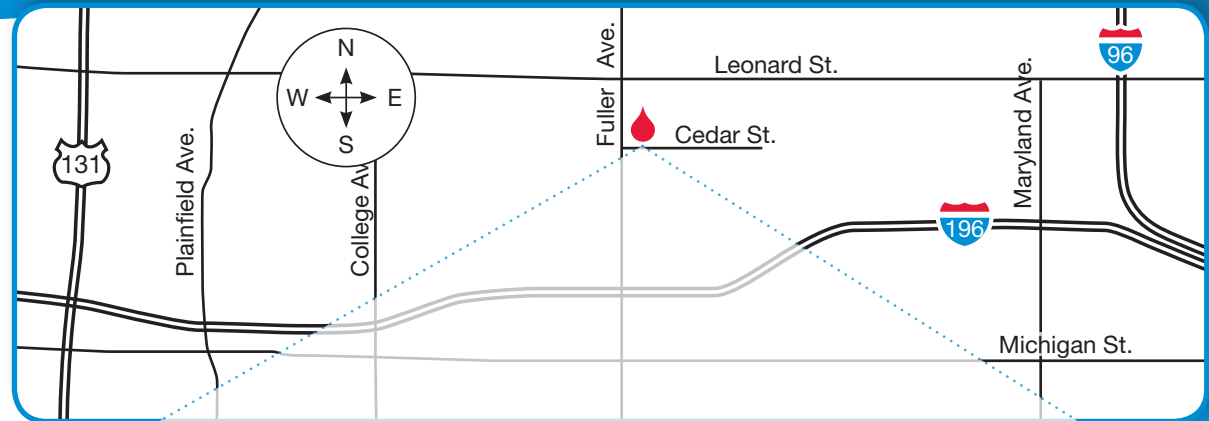 N
W E
S
131
Plainfield Ave.
College Av
Fuller Ave.
Leonard St.
Cedar St.
Maryland Ave.
96
196
Michigan St.